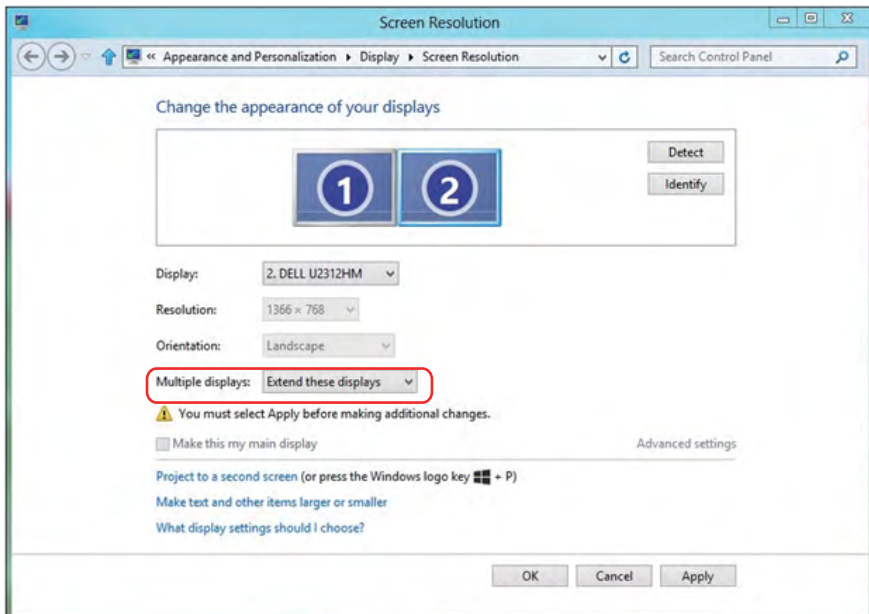 Screen Resolution
« Appearance and Personalization ▸ Display ▸ Screen Resolution
Search Control Panel
Change the appearance of your displays
1 2
Detect
Identify
Display: 2. DELL U2312HM
Resolution: 1366 × 768
Orientation: Landscape
Multiple displays: Extend these displays
You must select Apply before making additional changes.
Make this my main display
Advanced settings
Project to a second screen (or press the Windows logo key + P)
Make text and other items larger or smaller
What display settings should I choose?
OK Cancel Apply